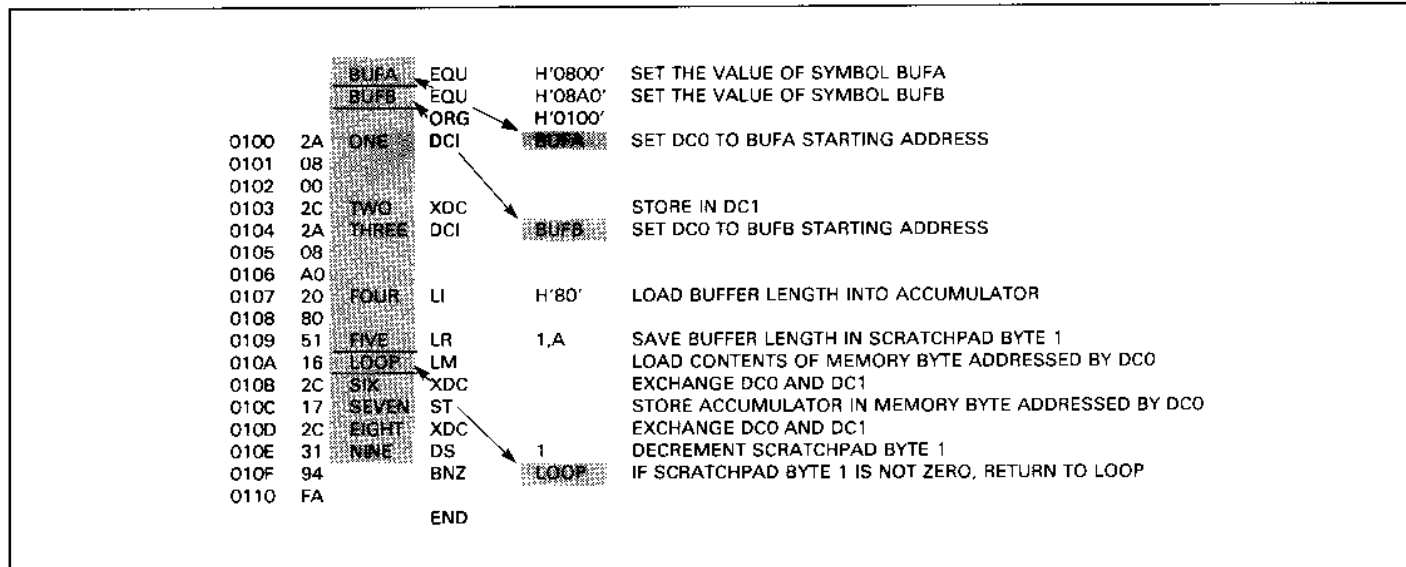 BUFA EQU H'0800' SET THE VALUE OF SYMBOL BUFA
BUFB EQU H'08A0' SET THE VALUE OF SYMBOL BUFB
ORG H'0100'
0100 2A ONE DCI BUFA SET DC0 TO BUFA STARTING ADDRESS
0101 08
0102 00
0103 2C TWO XDC STORE IN DC1
0104 2A THREE DCI BUFB SET DC0 TO BUFB STARTING ADDRESS
0105 08
0106 A0
0107 20 FOUR LI H'80' LOAD BUFFER LENGTH INTO ACCUMULATOR
0108 80
0109 51 FIVE LR 1,A SAVE BUFFER LENGTH IN SCRATCHPAD BYTE 1
010A 16 LOOP LM LOAD CONTENTS OF MEMORY BYTE ADDRESSED BY DC0
010B 2C SIX XDC EXCHANGE DC0 AND DC1
010C 17 SEVEN ST STORE ACCUMULATOR IN MEMORY BYTE ADDRESSED BY DC0
010D 2C EIGHT XDC EXCHANGE DC0 AND DC1
010E 31 NINE DS 1 DECREMENT SCRATCHPAD BYTE 1
010F 94 BNZ LOOP IF SCRATCHPAD BYTE 1 IS NOT ZERO, RETURN TO LOOP
0110 FA
END